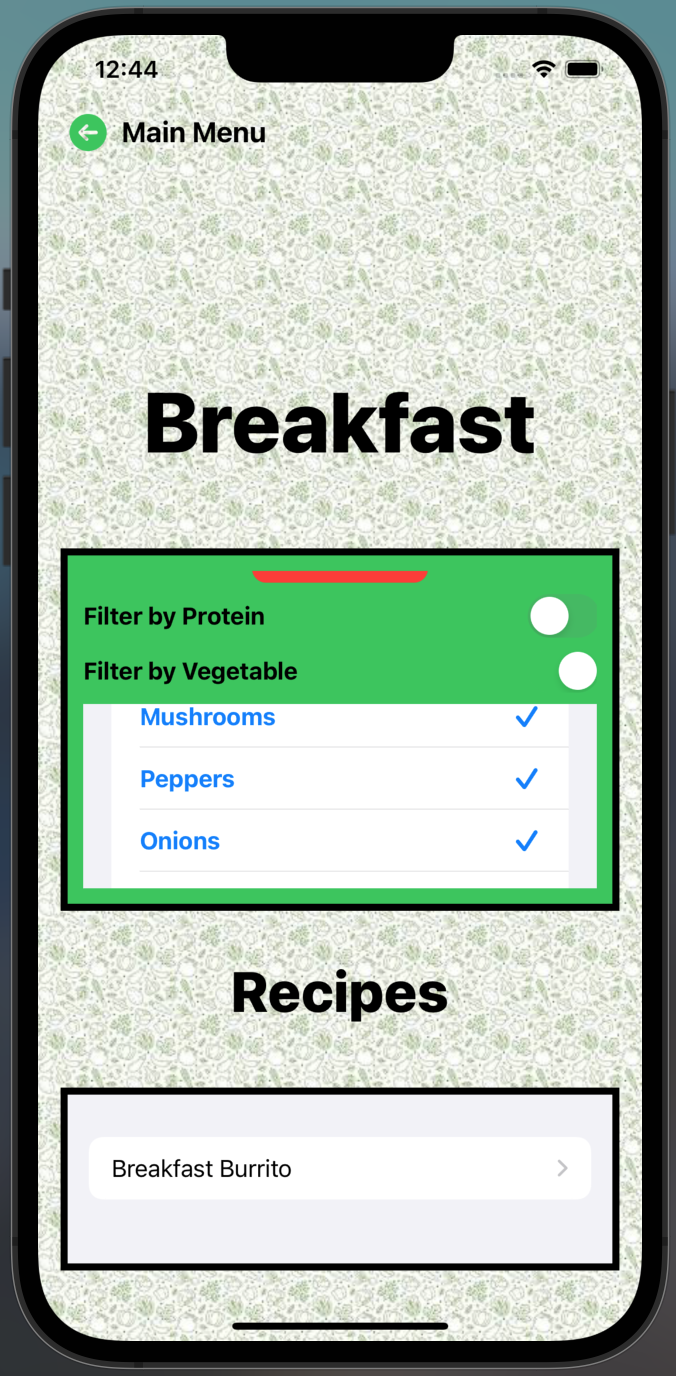 12:44
Main Menu
Breakfast
Filter by Protein
Filter by Vegetable
Mushrooms
Peppers
Onions
Recipes
Breakfast Burrito